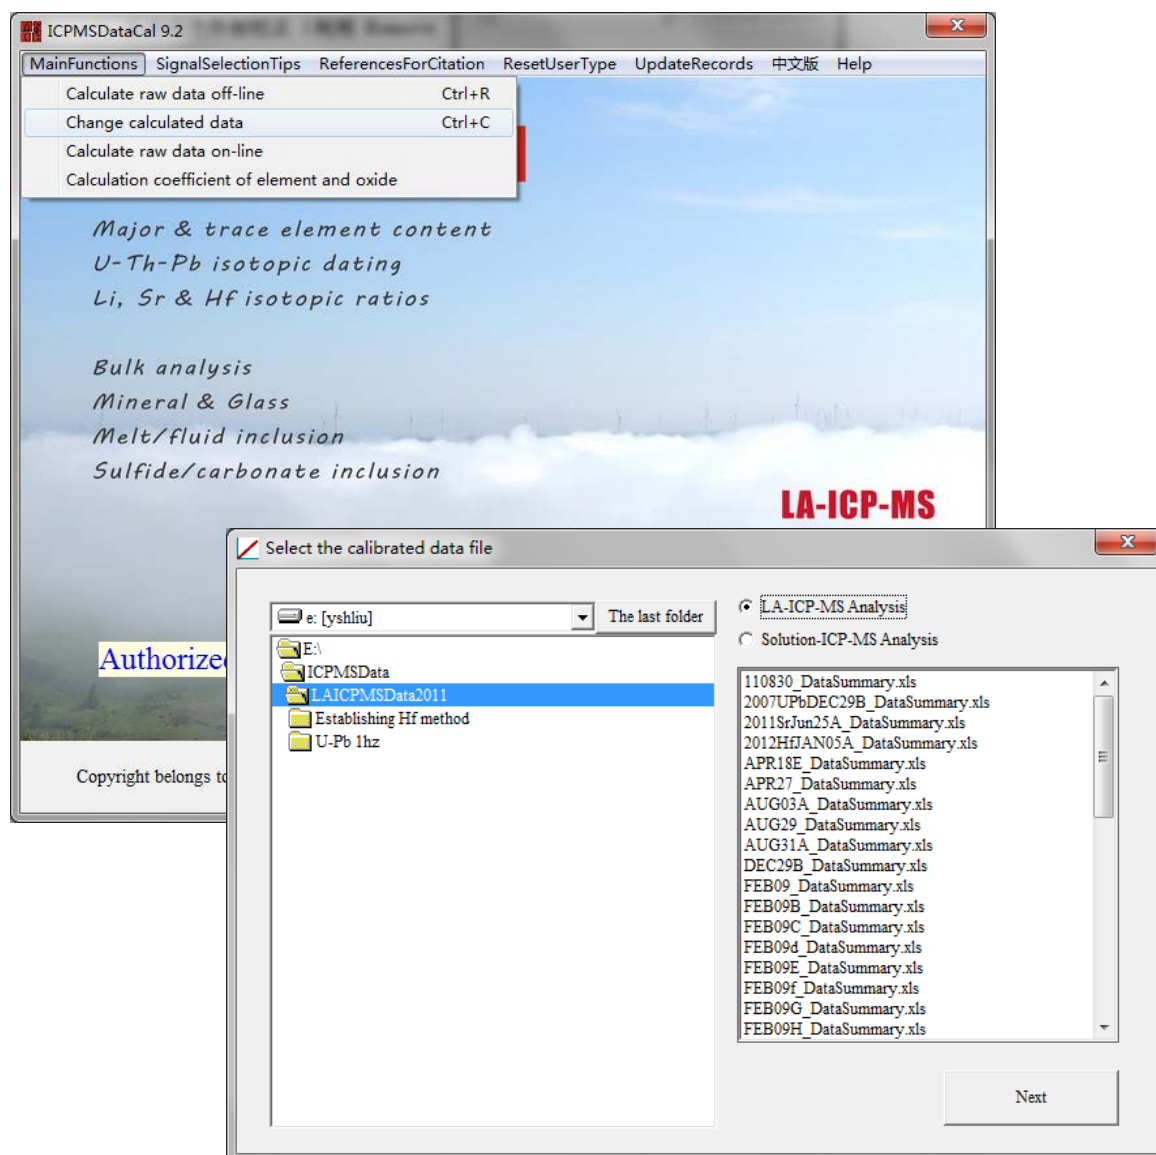 ICPMSDataCal 9.2
MainFunctions SignalSelectionTips ReferencesForCitation ResetUserType UpdateRecords 中文版 Help
Calculate raw data off-line Ctrl+R
Change calculated data Ctrl+C
Calculate raw data on-line
Calculation coefficient of element and oxide
Major & trace element content
U-Th-Pb isotopic dating
Li, Sr & Hf isotopic ratios
Bulk analysis
Mineral & Glass
Melt/fluid inclusion
Sulfide/carbonate inclusion
LA-ICP-MS
Authorize
Copyright belongs to
Select the calibrated data file
e: [yshliu]
The last folder
E:\
ICPMSData
LAICPMSData2011
Establishing Hf method
U-Pb 1hz
LA-ICP-MS Analysis
Solution-ICP-MS Analysis
110830_DataSummary.xls
2007UPbDEC29B_DataSummary.xls
2011SrJun25A_DataSummary.xls
2012HfJAN05A_DataSummary.xls
APR18E_DataSummary.xls
APR27_DataSummary.xls
AUG03A_DataSummary.xls
AUG29_DataSummary.xls
AUG31A_DataSummary.xls
DEC29B_DataSummary.xls
FEB09_DataSummary.xls
FEB09B_DataSummary.xls
FEB09C_DataSummary.xls
FEB09d_DataSummary.xls
FEB09E_DataSummary.xls
FEB09f_DataSummary.xls
FEB09G_DataSummary.xls
FEB09H_DataSummary.xls
Next